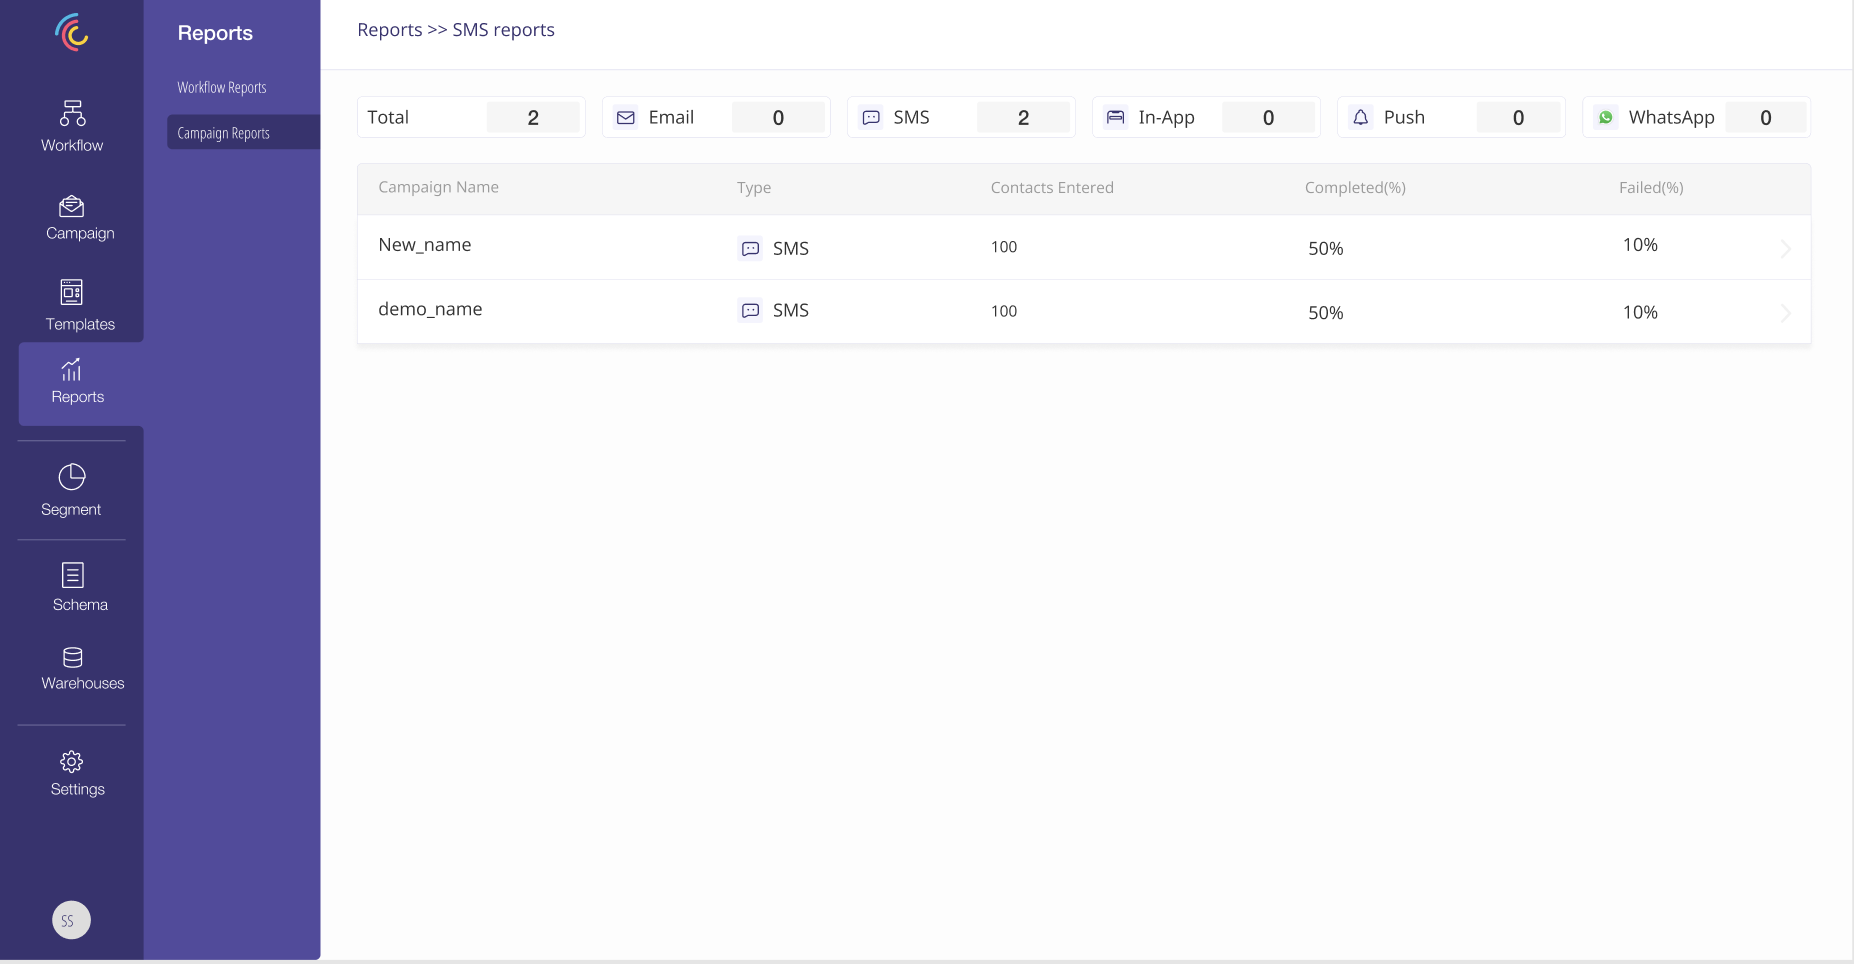 Reports
Workflow Reports
Campaign Reports
Workflow
Campaign
Templates
Reports
Segment
Schema
Warehouses
Settings
SS
Reports >> SMS reports
Total 2
Email 0
SMS 2
In-App 0
Push 0
WhatsApp 0
Campaign Name Type Contacts Entered Completed(%) Failed(%)
New_name SMS 100 50% 10%
demo_name SMS 100 50% 10%